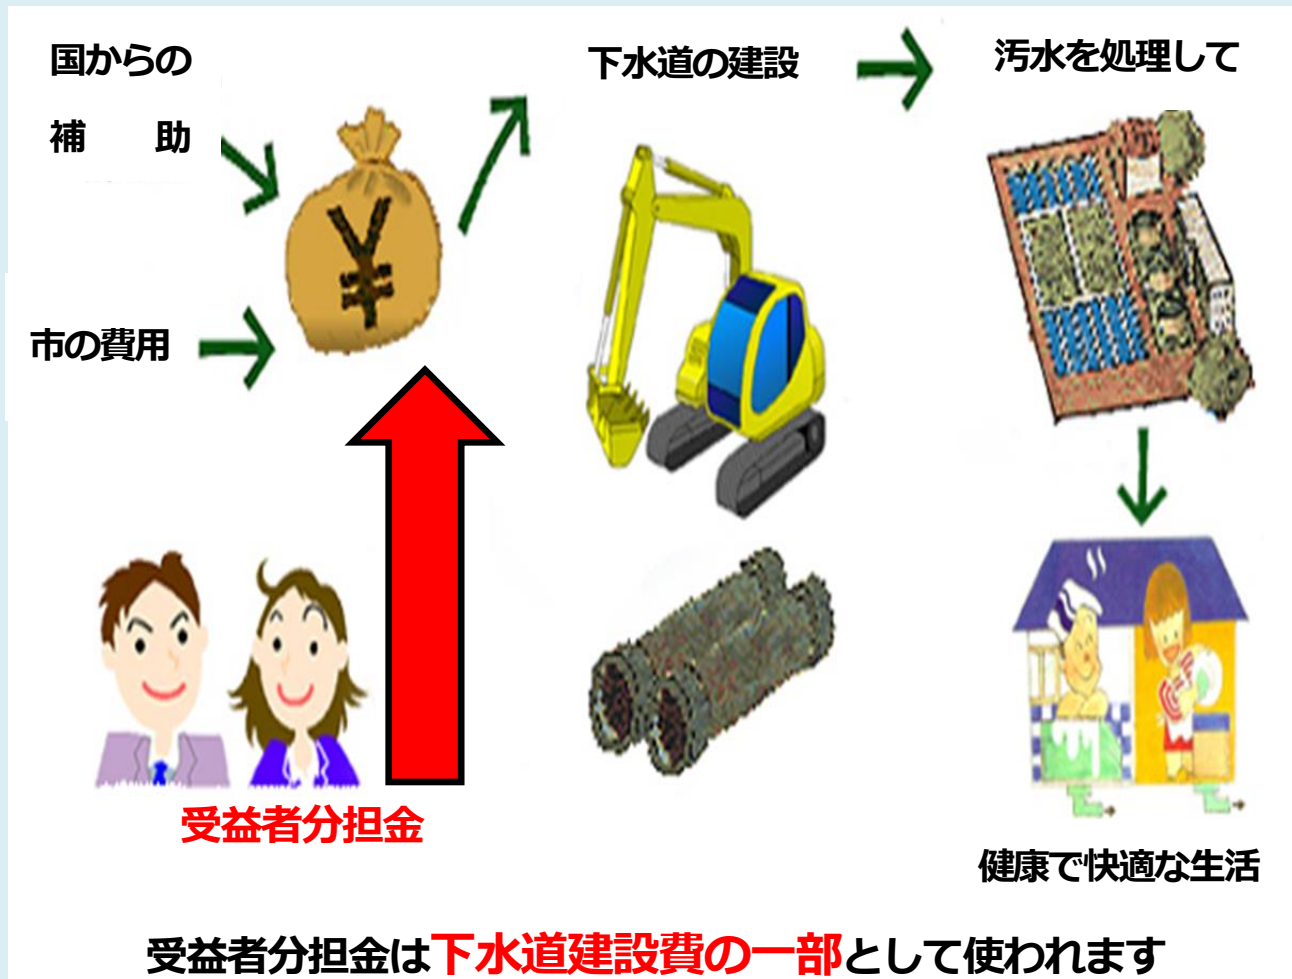 国からの
補　助
市の費用
¥
下水道の建設
汚水を処理して
受益者分担金
健康で快適な生活
受益者分担金は下水道建設費の一部として使われます